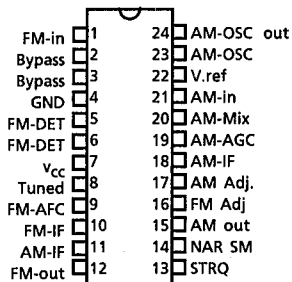 FM-in 1 24 AM-OSC out
Bypass 2 23 AM-OSC
Bypass 3 22 V.ref
GND 4 21 AM-in
FM-DET 5 20 AM-Mix
FM-DET 6 19 AM-AGC
VCC 7 18 AM-IF
Tuned 8 17 AM Adj.
FM-AFC 9 16 FM Adj
FM-IF 10 15 AM out
AM-IF 11 14 NAR SM
FM-out 12 13 STRQ